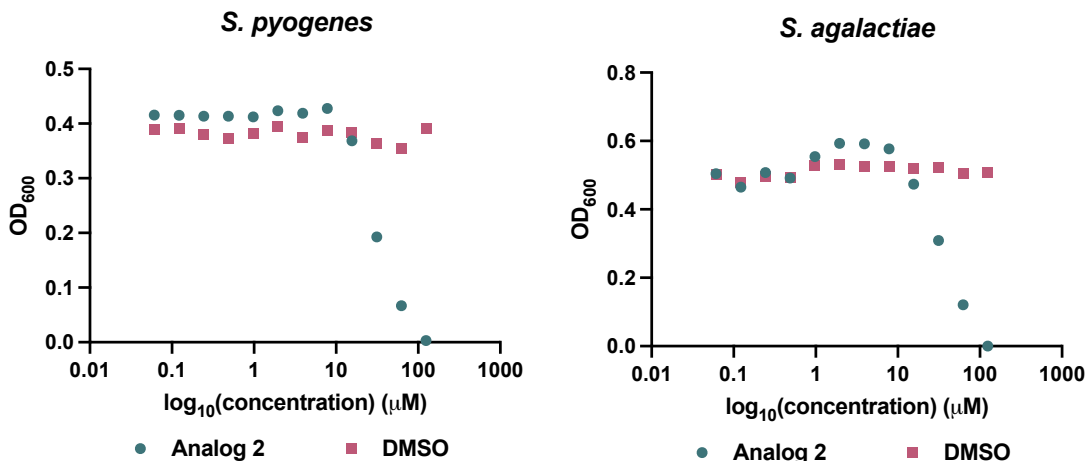 S. pyogenes
0.5
0.4
0.3
0.2
0.1
0.0
OD600
0.01 0.1 1 10 100 1000
log10(concentration) (μM)
Analog 2 DMSO
S. agalactiae
0.8
0.6
0.4
0.2
0.0
OD600
0.01 0.1 1 10 100 1000
log10(concentration) (μM)
Analog 2 DMSO